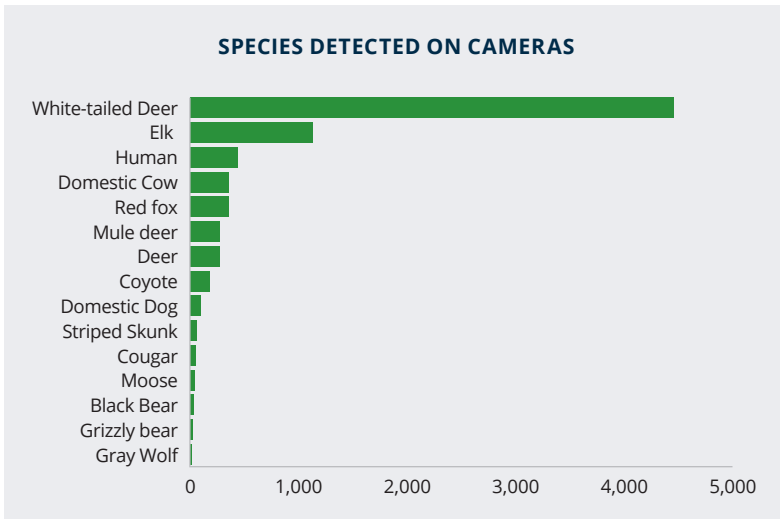 SPECIES DETECTED ON CAMERAS
White-tailed Deer
Elk
Human
Domestic Cow
Red fox
Mule deer
Deer
Coyote
Domestic Dog
Striped Skunk
Cougar
Moose
Black Bear
Grizzly bear
Gray Wolf
0 1,000 2,000 3,000 4,000 5,000